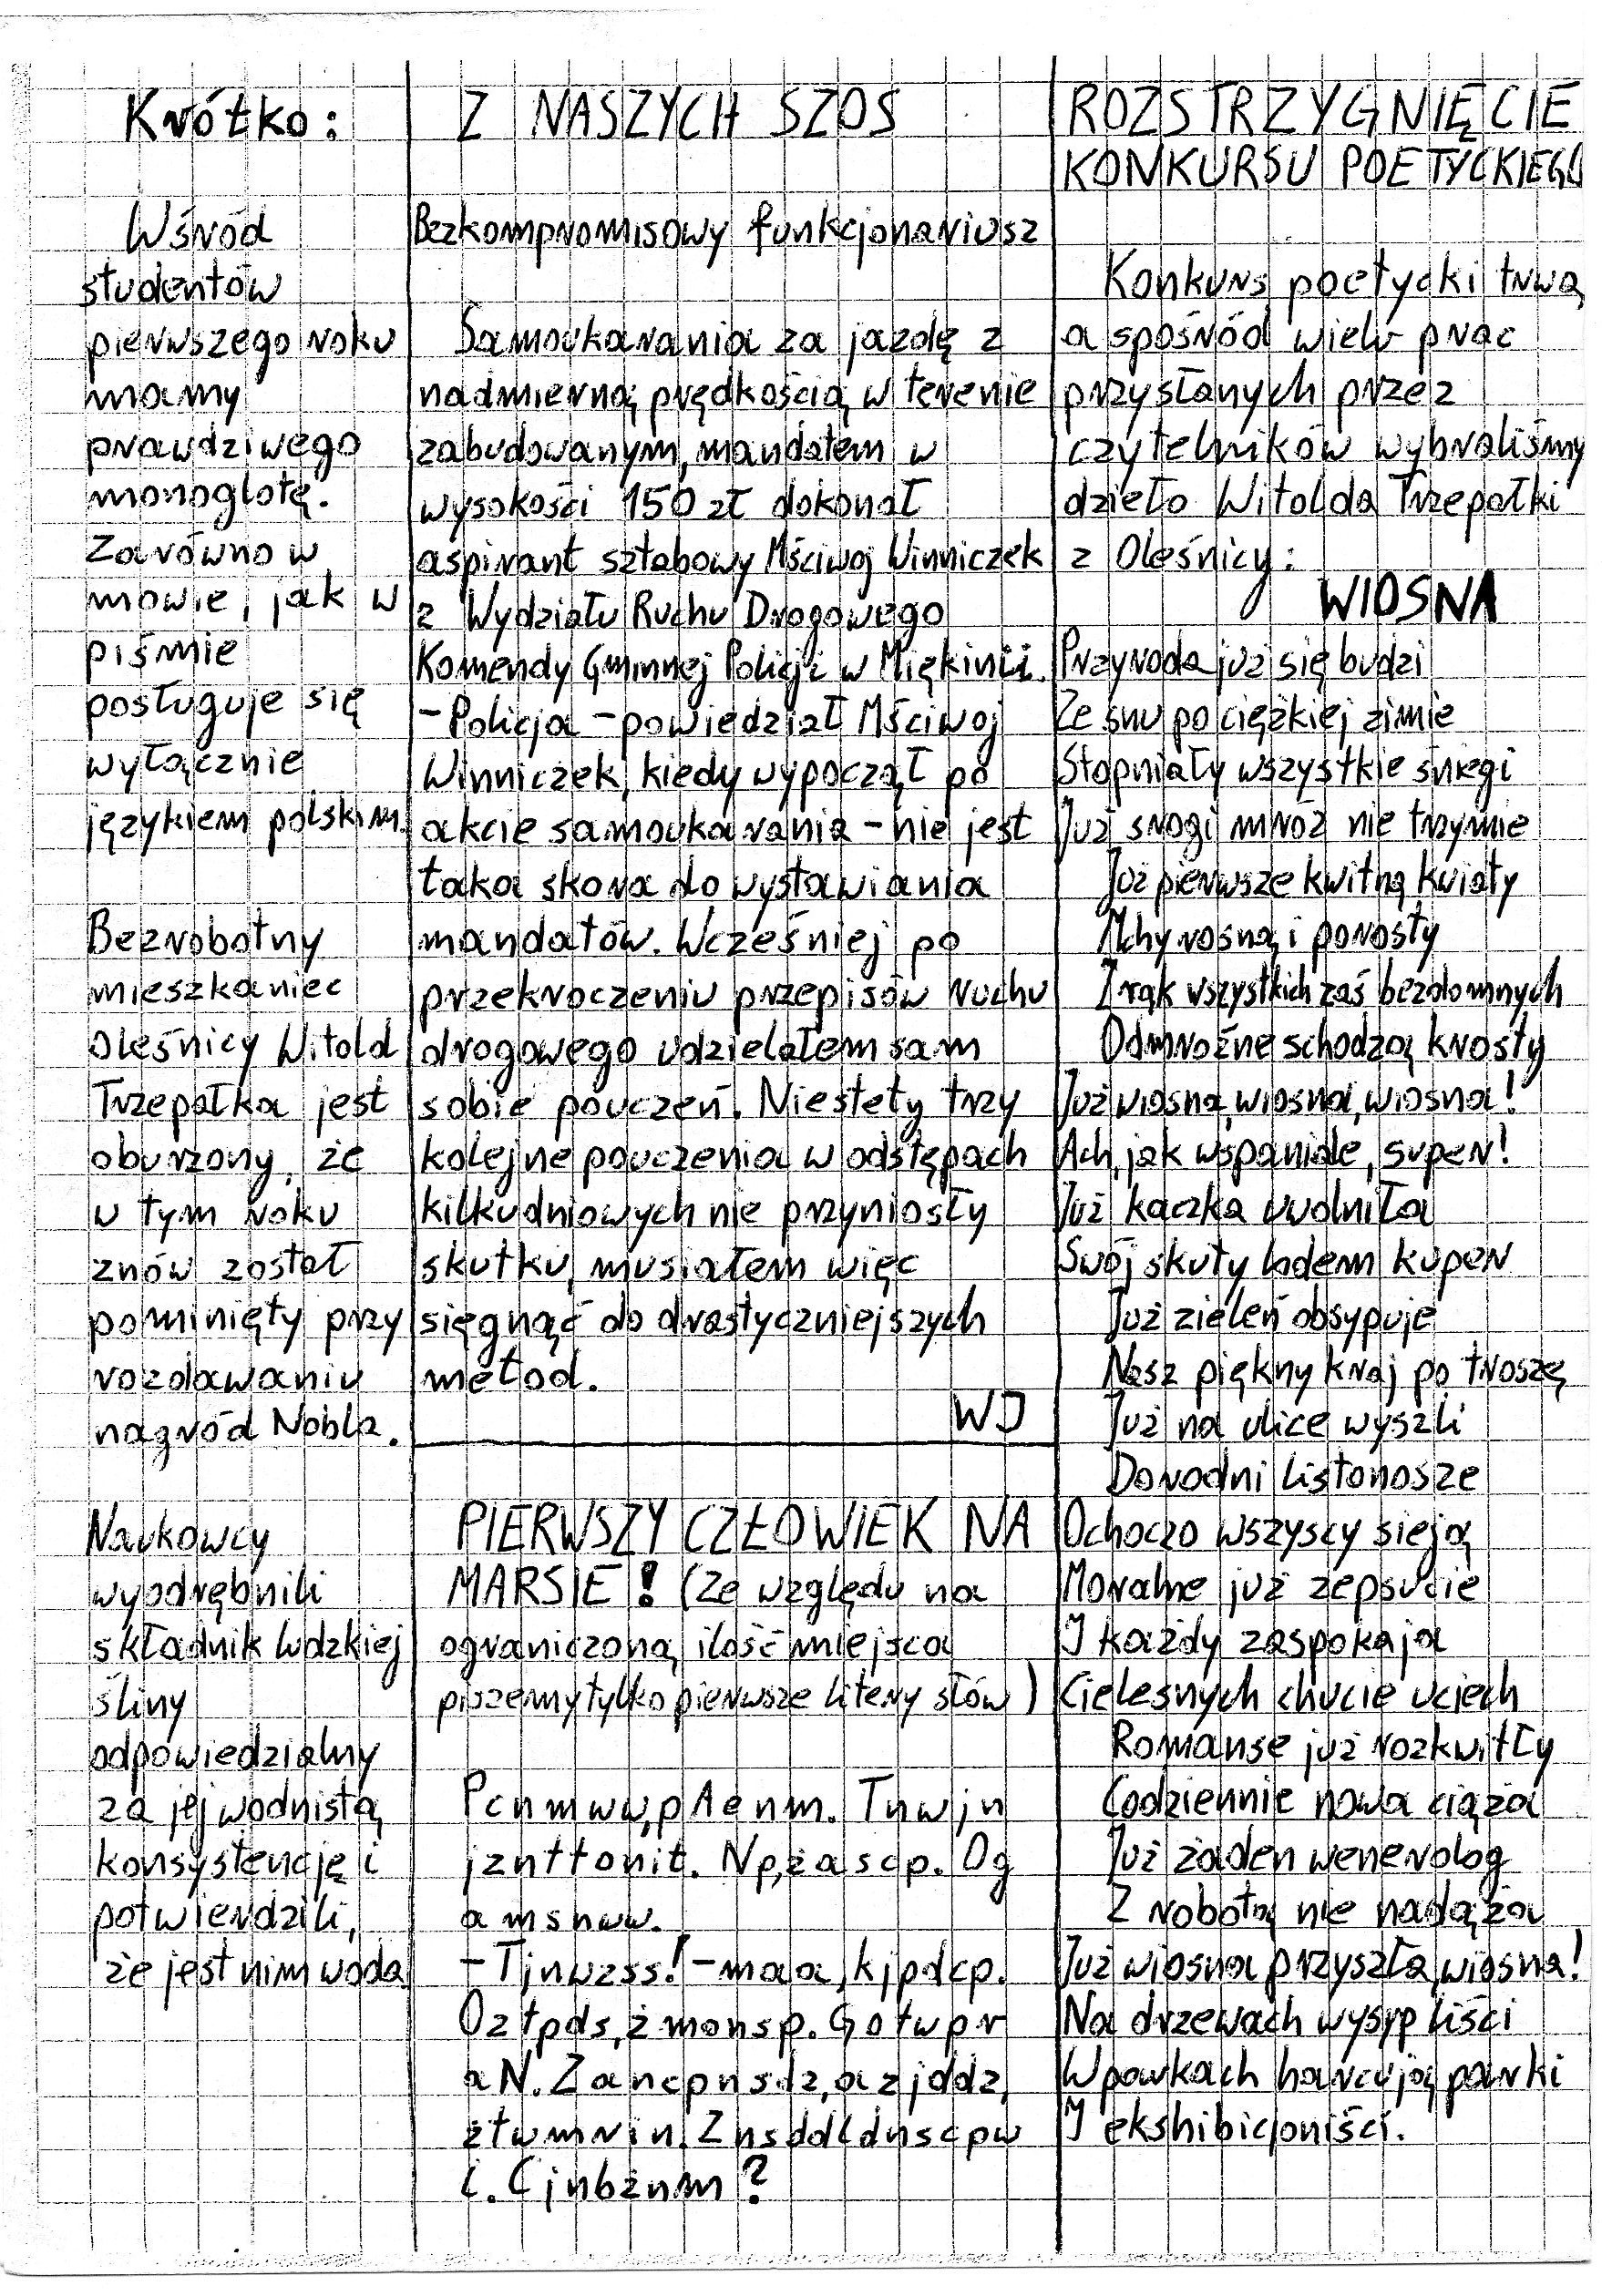 Krótko:
Wśród
studentów
pierwszego roku
mamy
prawdziwego
monoglotę.
Zarówno w
mowie, jak w
piśmie
posługuje się
wyłącznie
językiem polskim.
Bezrobotny
mieszkaniec
Oleśnicy Witold
Trzepałka jest
oburzony, że
w tym roku
znów został
pominięty przy
rozdawaniu
nagród Nobla.
Naukowcy
wyodrębnili
składnik ludzkiej
śliny
odpowiedzialny
za jej wodnistą
konsystencję i
potwierdzili,
że jest nim woda
Z NASZYCH SZOS
Bezkompromisowy funkcjonariusz
Samoukarania za jazdę z
nadmierną prędkością w terenie
zabudowanym, mandatem w
wysokości 150 zł dokonał
aspirant sztabowy Mściwoj Winniczek
z Wydziału Ruchu Drogowego
Komendy Gminnej Policji w Miękinii.
- Policja - powiedział Mściwoj
Winniczek, kiedy wypoczął po
akcie samoukarania - nie jest
taka skora do wystawiania
mandatów. Wcześniej po
przekroczeniu przepisów ruchu
drogowego udzielałem sam
sobie pouczeń. Niestety trzy
kolejne pouczenia w odstępach
kilkudniowych nie przyniosły
skutku, musiałem więc
sięgnąć do drastyczniejszych
metod.
WJ
PIERWSZY CZŁOWIEK NA
MARSIE! (Ze względu na
ograniczoną ilość miejsca
piszemy tylko pierwsze litery słów)
Pcnmww, pAenm. Tnwjn
jznttonit. Np, żascp. Og
amsnww.
- Tjnwzss! - maa, kjpdcp.
Oztpds, żmonsp. Gotwpr
aN. Zancpnsdz, azjddz,
żtwmrin. Znsddldnscpw
i. Cjnbżnm?
ROZSTRZYGNIĘCIE
KONKURSU POETYCKIEGO
Konkurs poetycki trwa,
a spośród wielu prac
przysłanych przez
czytelników wybraliśmy
dzieło Witolda Trzepałki
z Oleśnicy:
WIOSNA
Przyroda już się budzi
Ze snu po ciężkiej zimie
Stopniały wszystkie śniegi
Już srogi mróz nie trzymie
Już pierwsze kwitną kwiaty
Mchy rosną i porosty
Z rąk wszystkich zaś bezdomnych
Odmroźne schodzą krosty
Już wiosna, wiosna, wiosna!
Ach, jak wspaniale, super!
Już kaczka uwolniła
Swój skuty lodem kuper
Już zieleń obsypuje
Nasz piękny kraj po troszę
Już na ulice wyszli
Dorodni listonosze
Ochoczo wszyscy sieją
Moralne już zepsucie
I każdy zaspokaja
Cielesnych chucie uciech
Romanse już rozkwitły
Codziennie nowa ciąża
Już żaden wenerolog
Z robotą nie nadąża
Już wiosna przyszła, wiosna!
Na drzewach wysyp liści
W parkach harcują parki
I ekshibicjoniści.